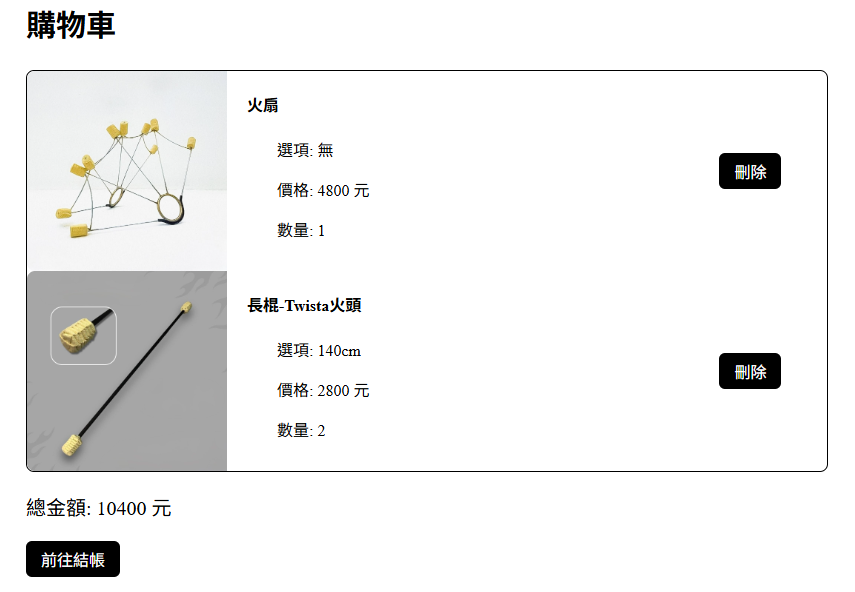 購物車
火扇
選項: 無
價格: 4800 元
數量: 1
刪除
長棍-Twista火頭
選項: 140cm
價格: 2800 元
數量: 2
刪除
總金額: 10400 元
前往結帳